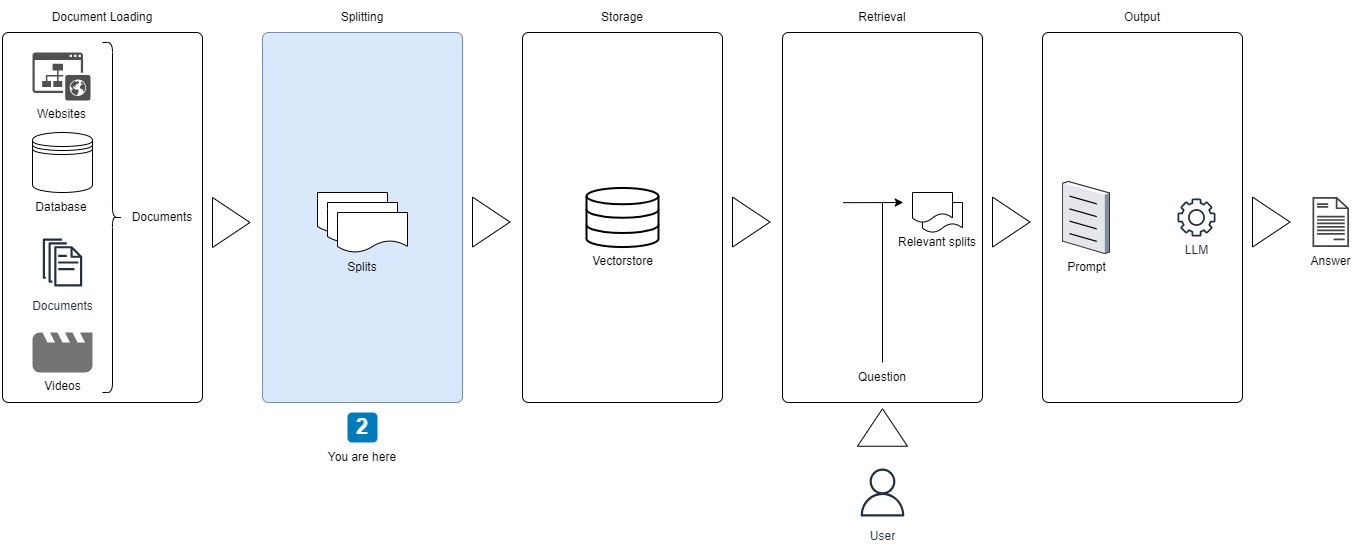 Document Loading
Splitting
Storage
Retrieval
Output
Websites
Database
Documents
Videos
Documents
Splits
Vectorstore
Relevant splits
Question
Prompt
LLM
Answer
2
You are here
User